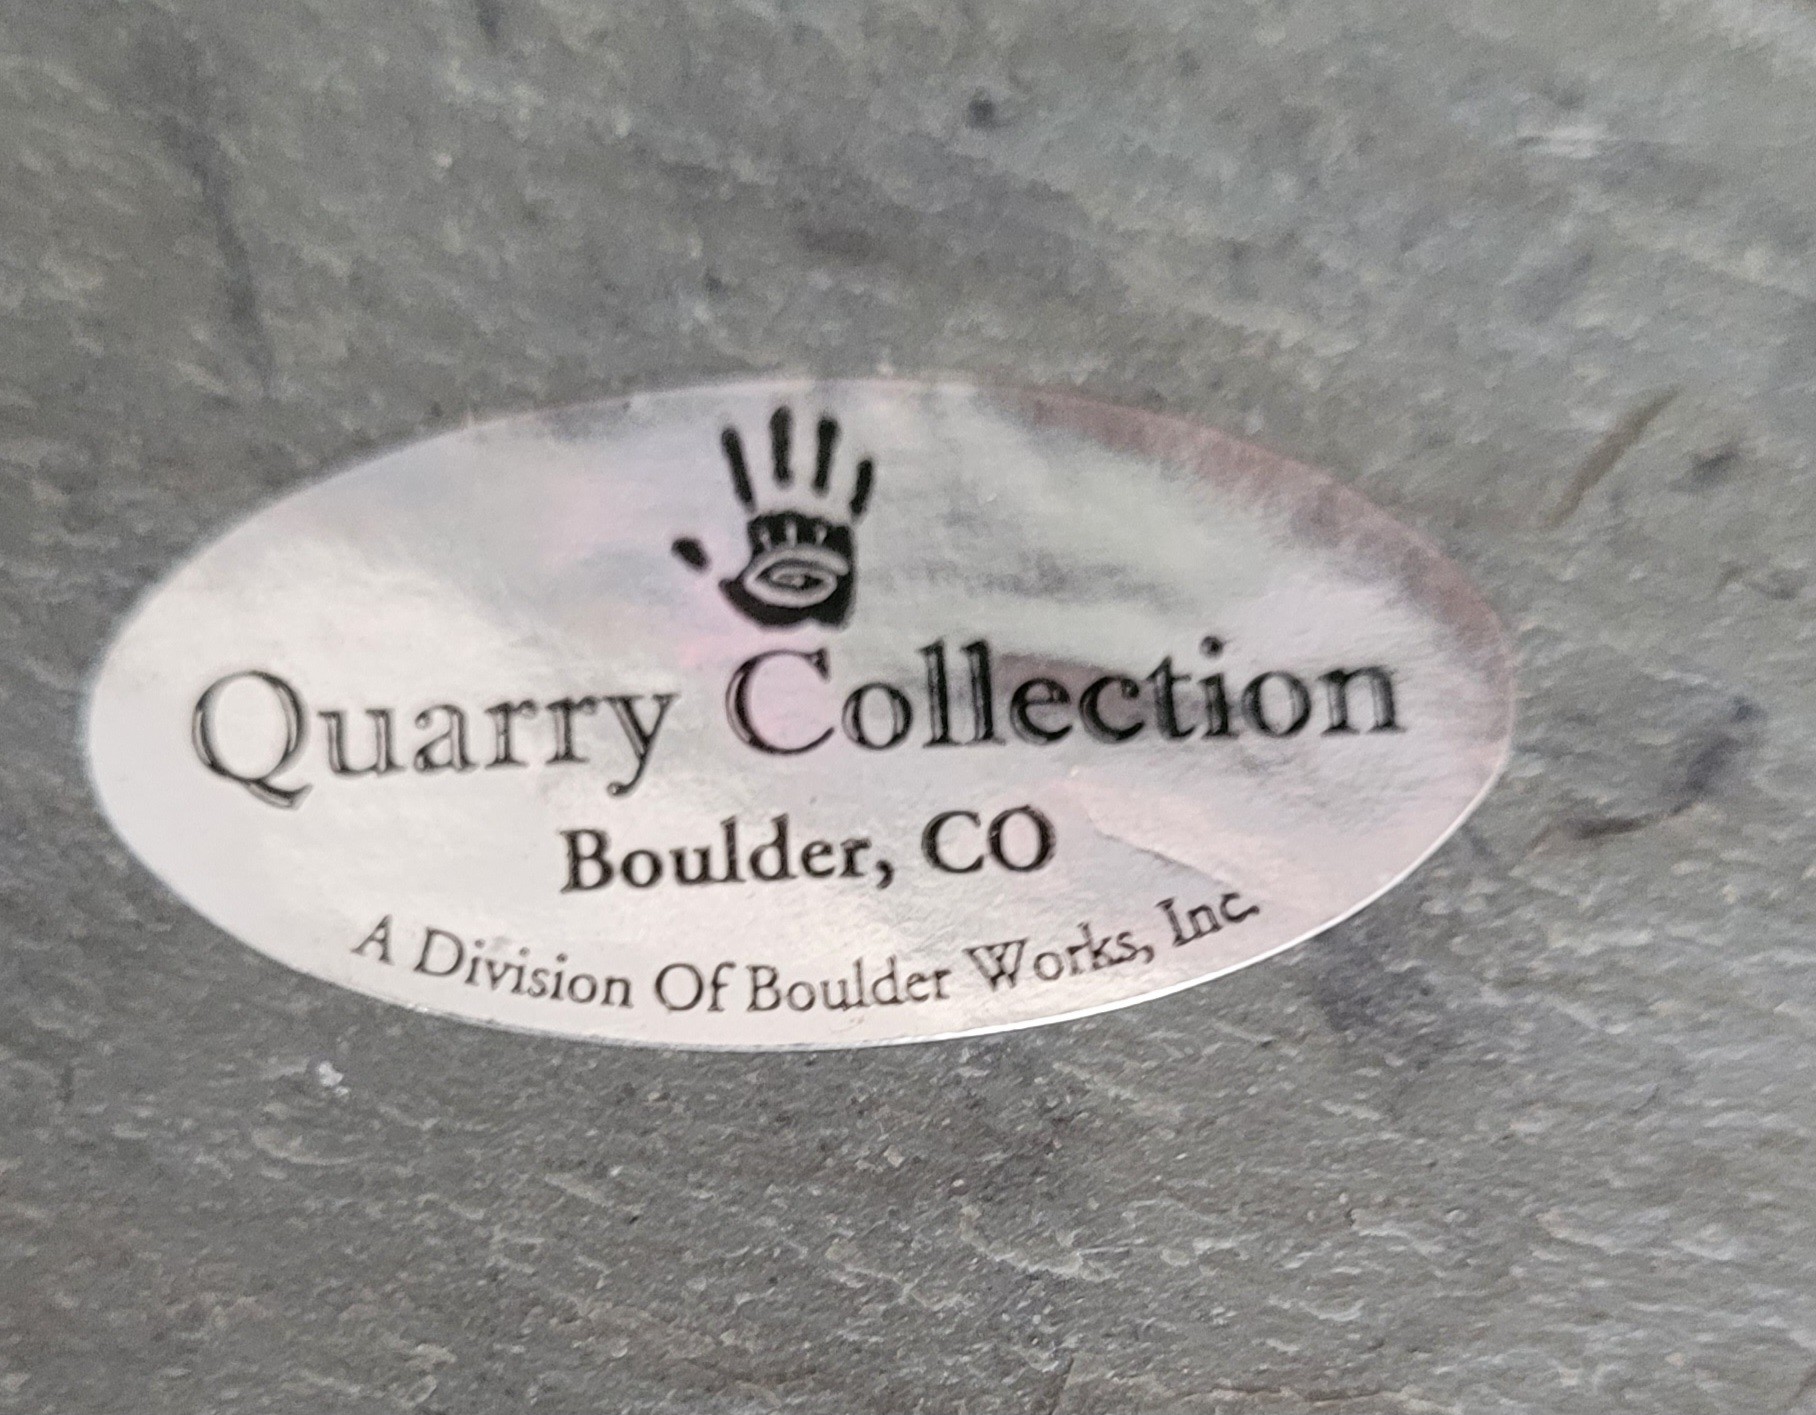 Quarry Collection
Boulder, CO
A Division Of Boulder Works, Inc.